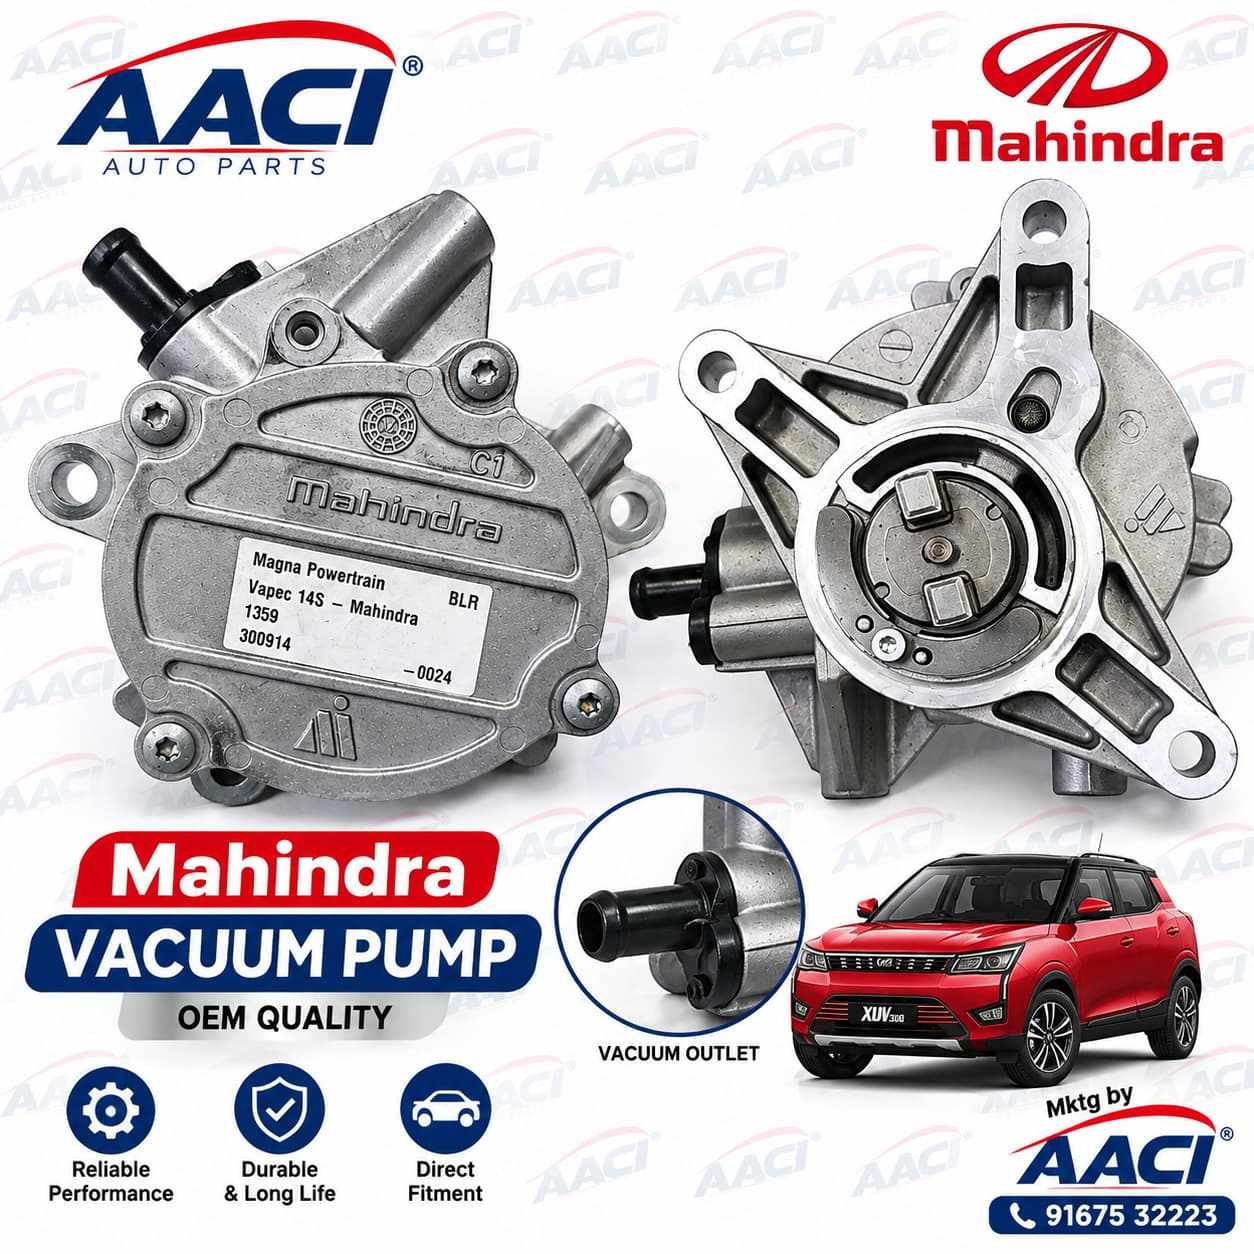 AACI®
AUTO PARTS
mahindra
C1
mahindra
Magna Powertrain
Vapec 14S – Mahindra BLR
1359
300914
-0024
Mahindra
VACUUM PUMP
OEM QUALITY
VACUUM OUTLET
XUV300
Reliable
Performance
Durable
& Long Life
Direct
Fitment
Mktg by
AACI®
91675 32223